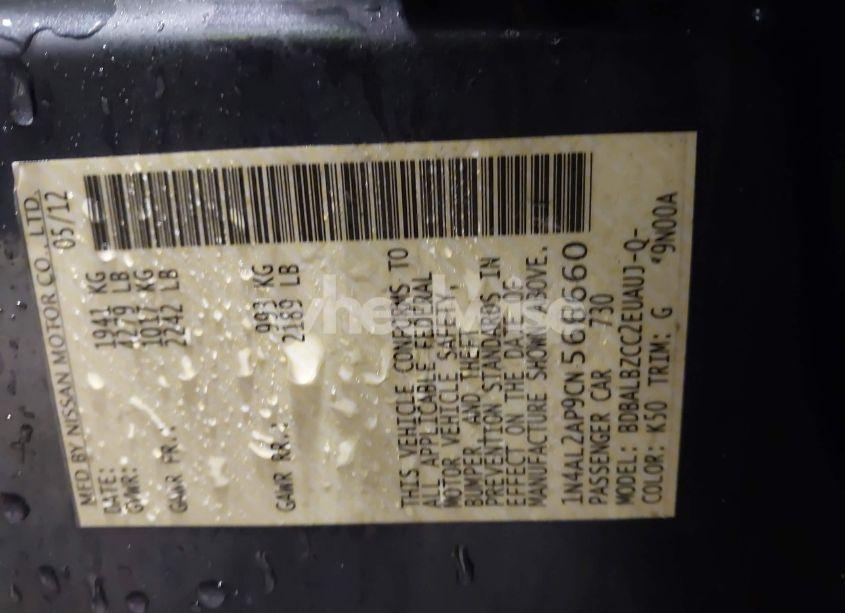 MFD BY NISSAN MOTOR CO., LTD.
DATE: 05/12
GVWR: 1941 KG
4279 LB
GAWR FR.: 1017 KG
2242 LB
GAWR RR.: 993 KG
2189 LB
THIS VEHICLE CONFORMS TO
ALL APPLICABLE FEDERAL
MOTOR VEHICLE SAFETY,
BUMPER AND THEFT
PREVENTION STANDARDS IN
EFFECT ON THE DATE OF
MANUFACTURE SHOWN ABOVE.
1N4AL2AP9CN568660
PASSENGER CAR 730
MODEL: BDBALBZCC2EUAUJ-Q-
COLOR: K50 TRIM: G *9N00A